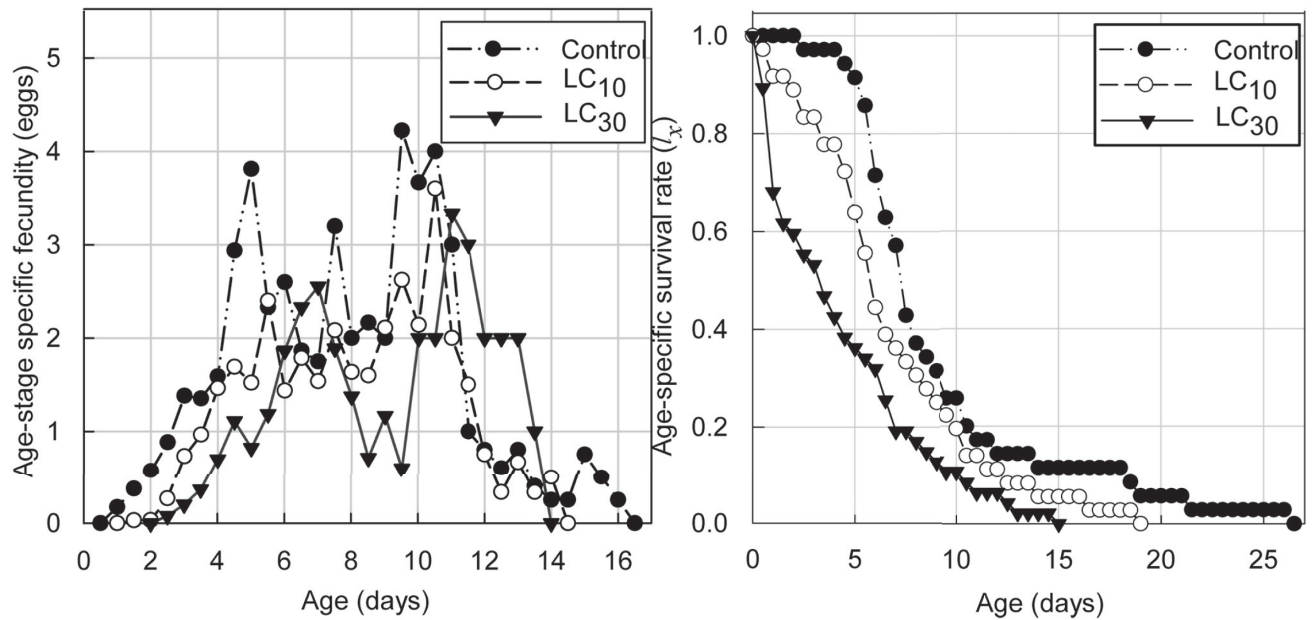 Age-stage specific fecundity (eggs)
5
4
3
2
1
0
0 2 4 6 8 10 12 14 16
Age (days)
Control
LC10
LC30
Age-specific survival rate (lx)
1.0
0.8
0.6
0.4
0.2
0.0
0 5 10 15 20 25
Age (days)
Control
LC10
LC30